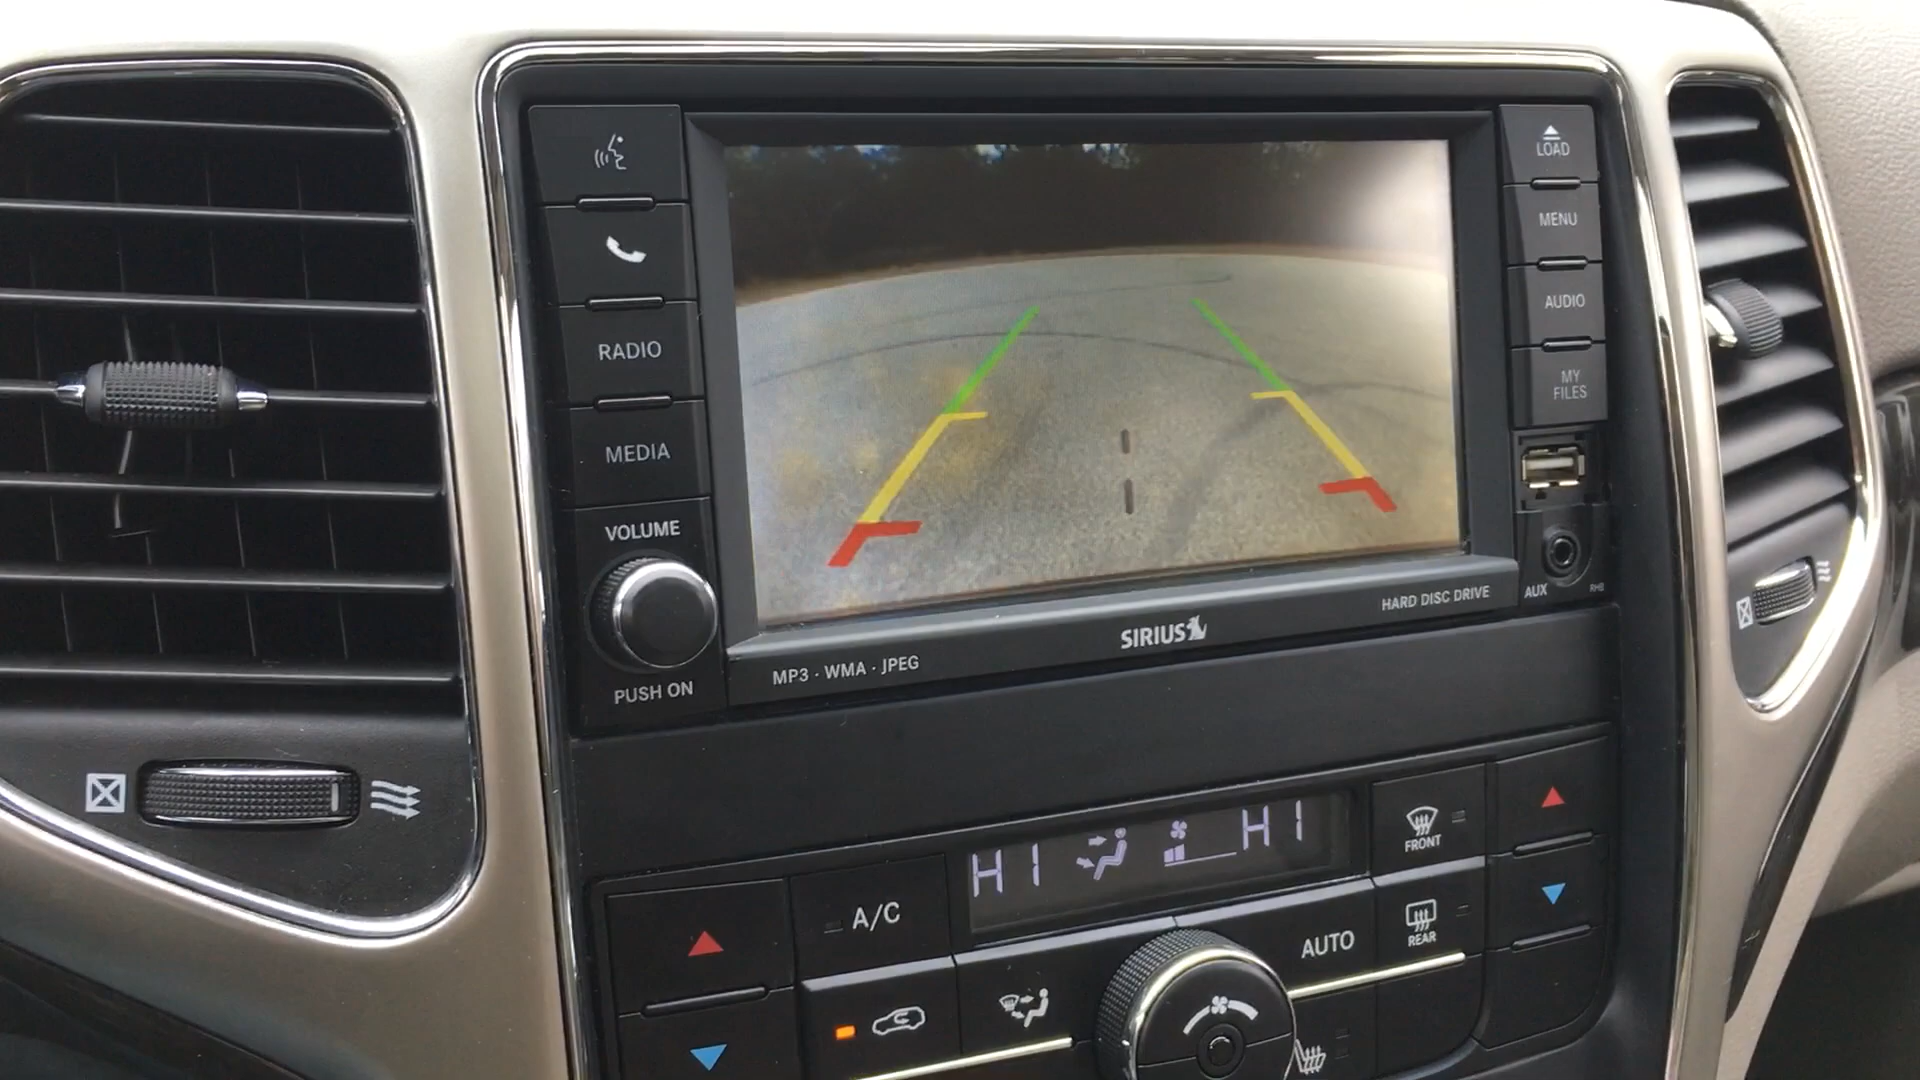 LOAD
MENU
AUDIO
MY
FILES
RADIO
MEDIA
VOLUME
PUSH ON
MP3 · WMA · JPEG
SIRIUS
HARD DISC DRIVE
AUX
RHB
HI
HI
FRONT
A/C
AUTO
REAR